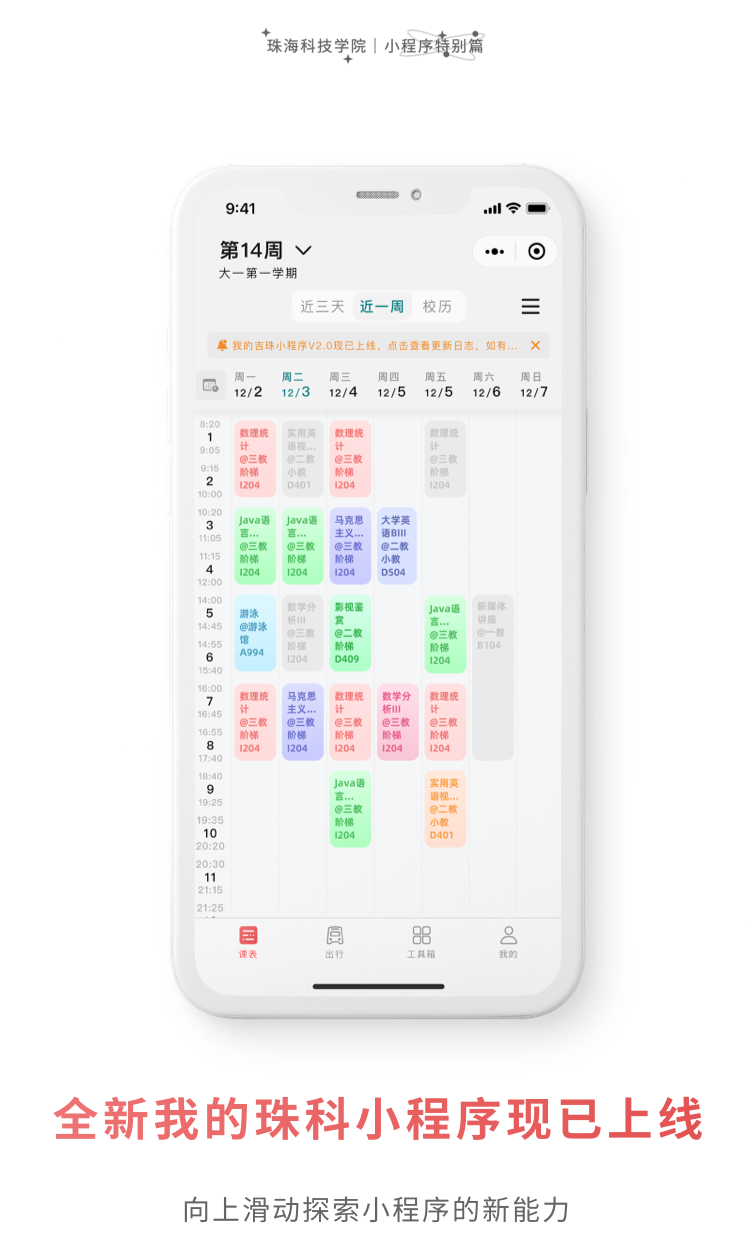 珠海科技学院｜小程序特别篇
9:41
第14周
大一第一学期
近三天 近一周 校历
我的吉珠小程序V2.0现已上线，点击查看更新日志，如有...
周一 周二 周三 周四 周五 周六 周日
12/2 12/3 12/4 12/5 12/5 12/6 12/7
8:20
1
9:05
9:15
2
10:00
数理统
计
@三教
阶梯
I204
实用英
语视...
@二教
小教
D401
数理统
计
@三教
阶梯
I204
数理统
计
@三教
阶梯
I204
10:20
3
11:05
11:15
4
12:00
Java语
言...
@三教
阶梯
I204
Java语
言...
@三教
阶梯
I204
马克思
主义...
@三教
阶梯
I204
大学英
语BIII
@二教
小教
D504
14:00
5
14:45
14:55
6
15:40
游泳
@游泳
馆
A994
数学分
析III
@三教
阶梯
I204
影视鉴
赏
@二教
阶梯
D409
Java语
言...
@三教
阶梯
I204
新媒体
讲座
@一教
B104
16:00
7
16:45
16:55
8
17:40
数理统
计
@三教
阶梯
I204
马克思
主义...
@三教
阶梯
I204
数理统
计
@三教
阶梯
I204
数学分
析III
@三教
阶梯
I204
数理统
计
@三教
阶梯
I204
18:40
9
19:25
19:35
10
20:20
Java语
言...
@三教
阶梯
I204
实用英
语视...
@二教
小教
D401
20:30
11
21:15
21:25
课表 出行 工具箱 我的
全新我的珠科小程序现已上线
向上滑动探索小程序的新能力